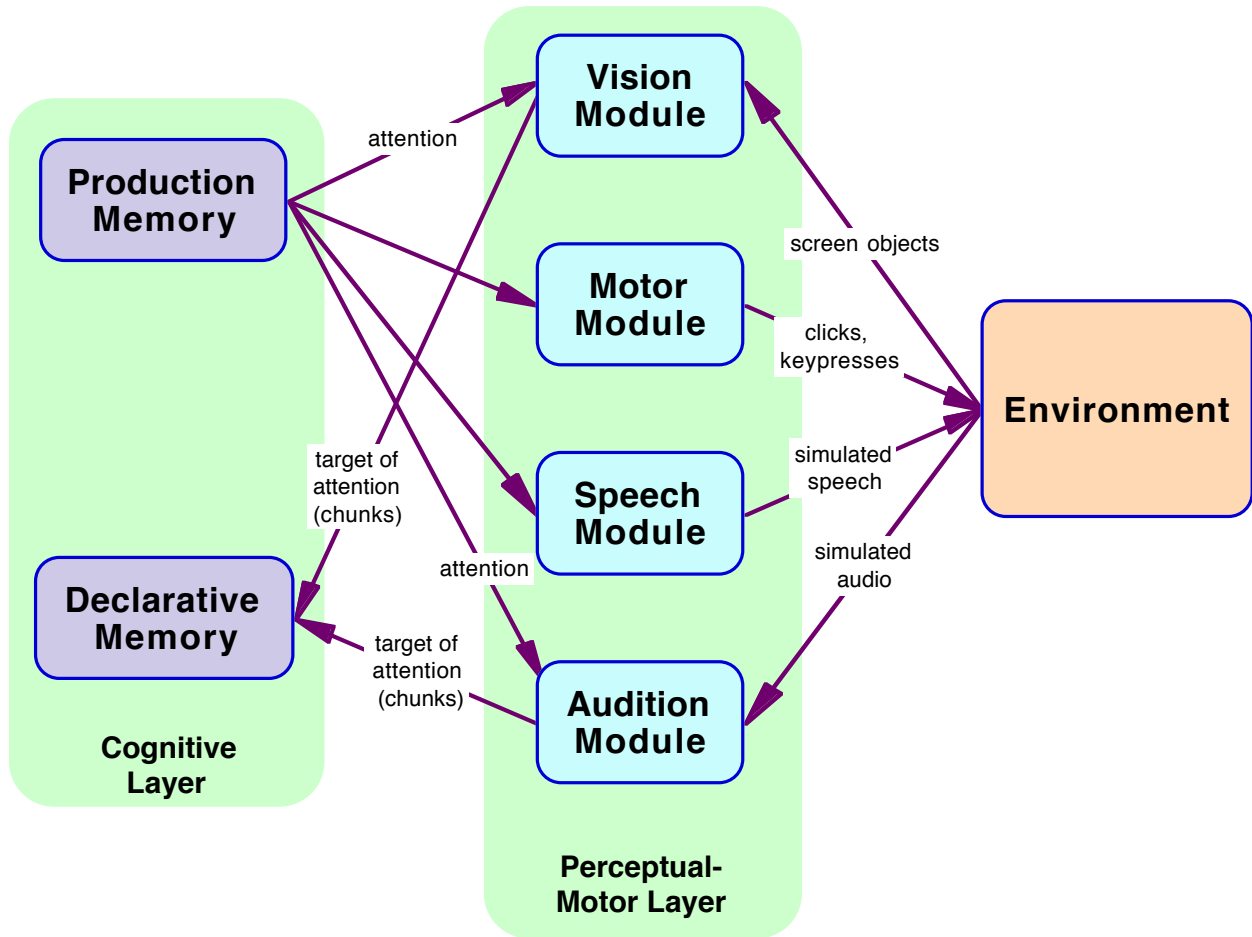 Vision
Module
attention
Production
Memory
screen objects
Motor
Module
clicks,
keypresses
Environment
target of
attention
(chunks)
Speech
Module
simulated
speech
simulated
audio
attention
Declarative
Memory
target of
attention
(chunks)
Audition
Module
Cognitive
Layer
Perceptual-
Motor Layer